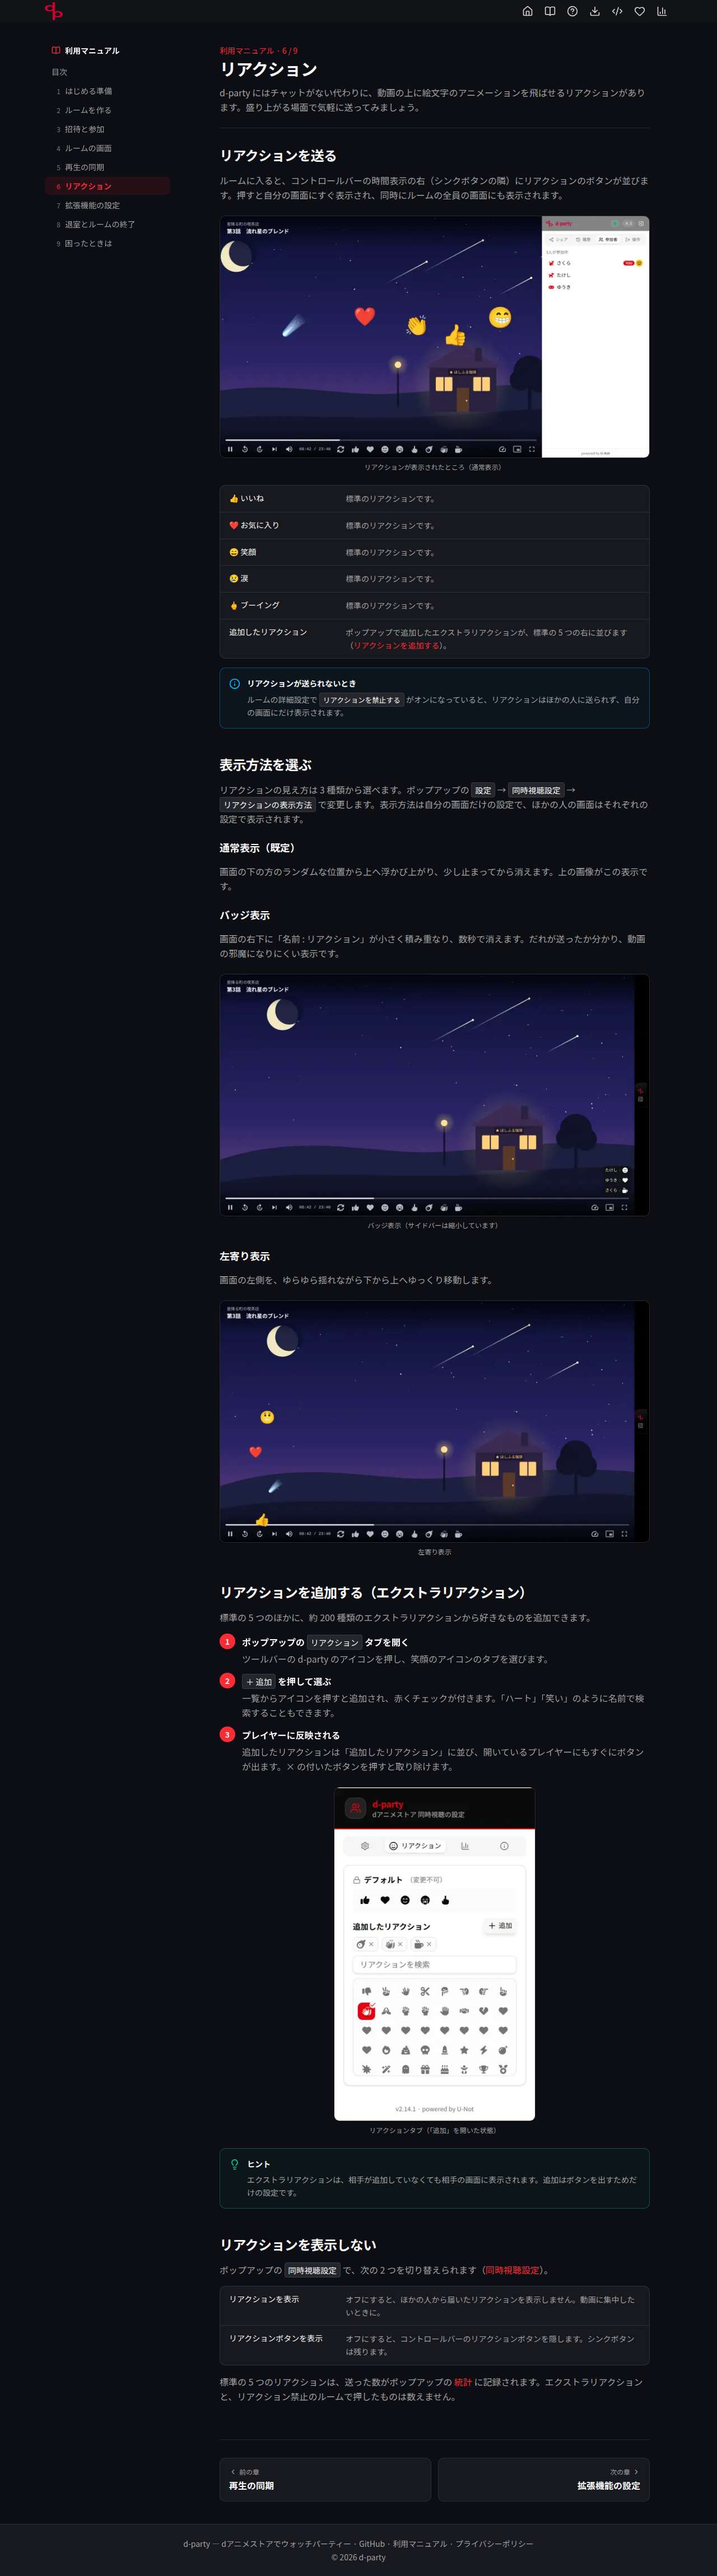 利用マニュアル
目次
1 はじめる準備
2 ルームを作る
3 招待と参加
4 ルームの画面
5 再生の同期
6 リアクション
7 拡張機能の設定
8 退室とルームの終了
9 困ったときは
利用マニュアル · 6 / 9
リアクション
d-party にはチャットがない代わりに、動画の上に絵文字のアニメーションを飛ばせるリアクションがあり
ます。盛り上がる場面で気軽に送ってみましょう。
リアクションを送る
ルームに入ると、コントロールバーの時間表示の右（シンクボタンの隣）にリアクションのボタンが並びま
す。押すと自分の画面にすぐ表示され、同時にルームの全員の画面にも表示されます。
第3話 流れ星のブレンド
d-party
シェア
参加者
さくら
たけし
ゆうき
ほしふる珈琲
00:42 / 23:40
リアクションが表示されたところ（通常表示）
👍 いいね
標準のリアクションです。
❤️ お気に入り
標準のリアクションです。
😄 笑顔
標準のリアクションです。
😢 涙
標準のリアクションです。
🖕 ブーイング
標準のリアクションです。
追加したリアクション
ポップアップで追加したエクストラリアクションが、標準の 5 つの右に並びます
（リアクションを追加する）。
リアクションが送られないとき
ルームの詳細設定で リアクションを禁止する がオンになっていると、リアクションはほかの人に送られず、自分
の画面にだけ表示されます。
表示方法を選ぶ
リアクションの見え方は 3 種類から選べます。ポップアップの 設定 → 同時視聴設定 →
リアクションの表示方法 で変更します。表示方法は自分の画面だけの設定で、ほかの人の画面はそれぞれの
設定で表示されます。
通常表示（既定）
画面の下の方のランダムな位置から上へ浮かび上がり、少し止まってから消えます。上の画像がこの表示で
す。
バッジ表示
画面の右下に「名前 : リアクション」が小さく積み重なり、数秒で消えます。だれが送ったか分かり、動画
の邪魔になりにくい表示です。
第3話 流れ星のブレンド
ほしふる珈琲
たけし :
ゆうき :
さくら :
00:42 / 23:40
バッジ表示（サイドバーは縮小しています）
左寄り表示
画面の左側を、ゆらゆら揺れながら下から上へゆっくり移動します。
第3話 流れ星のブレンド
ほしふる珈琲
00:42 / 23:40
左寄り表示
リアクションを追加する（エクストラリアクション）
標準の 5 つのほかに、約 200 種類のエクストラリアクションから好きなものを追加できます。
1 ポップアップの リアクション タブを開く
ツールバーの d-party のアイコンを押し、笑顔のアイコンのタブを選びます。
2 ＋ 追加 を押して選ぶ
一覧からアイコンを押すと追加され、赤くチェックが付きます。「ハート」「笑い」のように名前で検
索することもできます。
3 プレイヤーに反映される
追加したリアクションは「追加したリアクション」に並び、開いているプレイヤーにもすぐにボタン
が出ます。× の付いたボタンを押すと取り除けます。
d-party
dアニメストア 同時視聴の設定
リアクション
デフォルト （変更不可）
追加したリアクション
＋ 追加
リアクションを検索
v2.14.1 · powered by U-Not
リアクションタブ（「追加」を開いた状態）
ヒント
エクストラリアクションは、相手が追加していなくても相手の画面に表示されます。追加はボタンを出すためだ
けの設定です。
リアクションを表示しない
ポップアップの 同時視聴設定 で、次の 2 つを切り替えられます（同時視聴設定）。
リアクションを表示
オフにすると、ほかの人から届いたリアクションを表示しません。動画に集中した
いときに。
リアクションボタンを表示
オフにすると、コントロールバーのリアクションボタンを隠します。シンクボタン
は残ります。
標準の 5 つのリアクションは、送った数がポップアップの 統計 に記録されます。エクストラリアクション
と、リアクション禁止のルームで押したものは数えません。
前の章
再生の同期
次の章
拡張機能の設定
d-party — dアニメストアでウォッチパーティー · GitHub · 利用マニュアル · プライバシーポリシー
© 2026 d-party